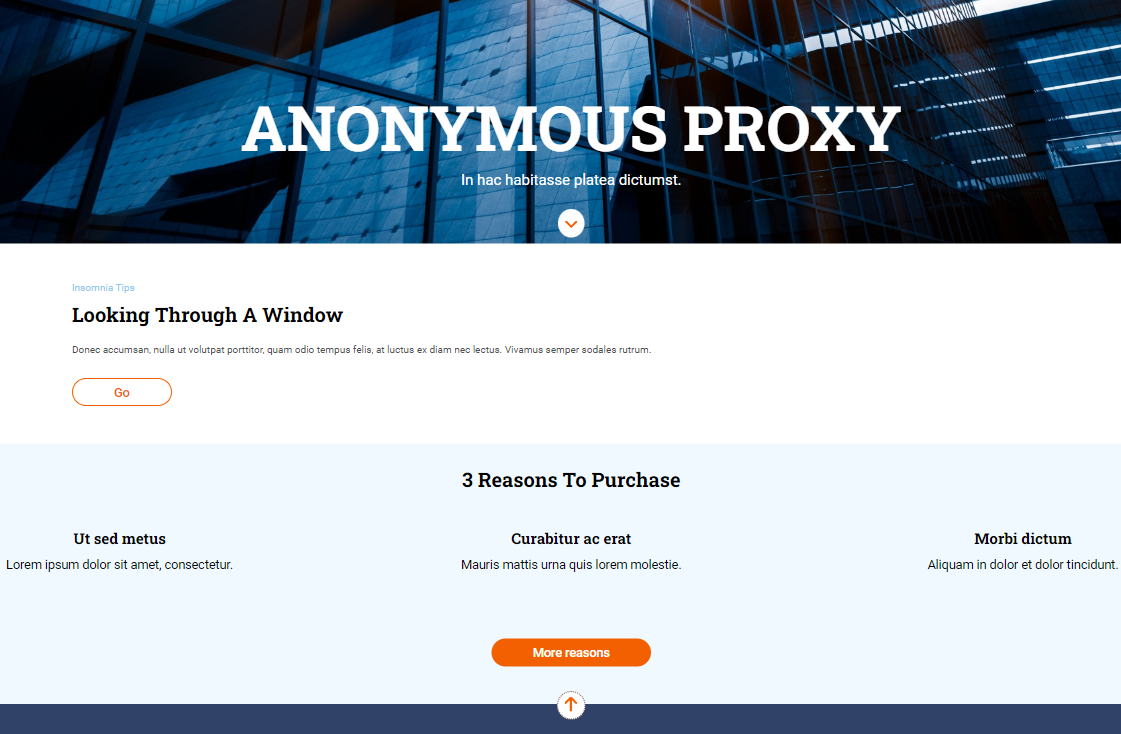 ANONYMOUS PROXY
In hac habitasse platea dictumst.
Insomnia Tips
Looking Through A Window
Donec accumsan, nulla ut volutpat porttitor, quam odio tempus felis, at luctus ex diam nec lectus. Vivamus semper sodales rutrum.
Go
3 Reasons To Purchase
Ut sed metus
Lorem ipsum dolor sit amet, consectetur.
Curabitur ac erat
Mauris mattis urna quis lorem molestie.
Morbi dictum
Aliquam in dolor et dolor tincidunt.
More reasons